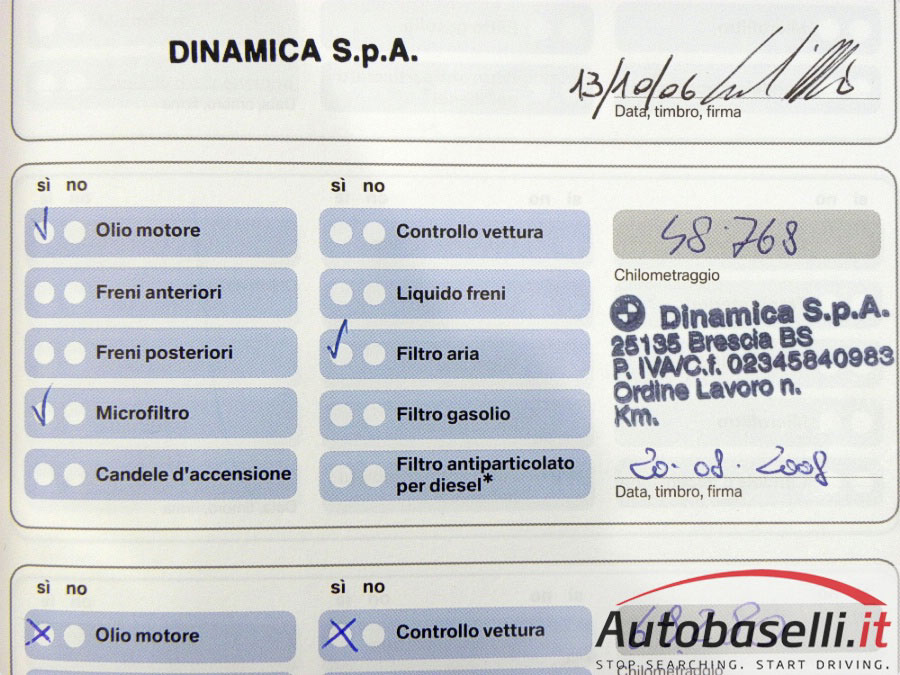 DINAMICA S.p.A.
13/10/06
Data, timbro, firma
sì no
sì no
Olio motore
Controllo vettura
48.768
Freni anteriori
Liquido freni
Chilometraggio
Dinamica S.p.A.
25135 Brescia BS
P. IVA/C.f. 02345840983
Ordine Lavoro n.
Km.
Freni posteriori
Filtro aria
Microfiltro
Filtro gasolio
Candele d'accensione
Filtro antiparticolato
per diesel*
20.08.2008
Data, timbro, firma
sì no
sì no
Olio motore
Controllo vettura
Chilometraggio
Autobaselli.it
STOP SEARCHING. START DRIVING.